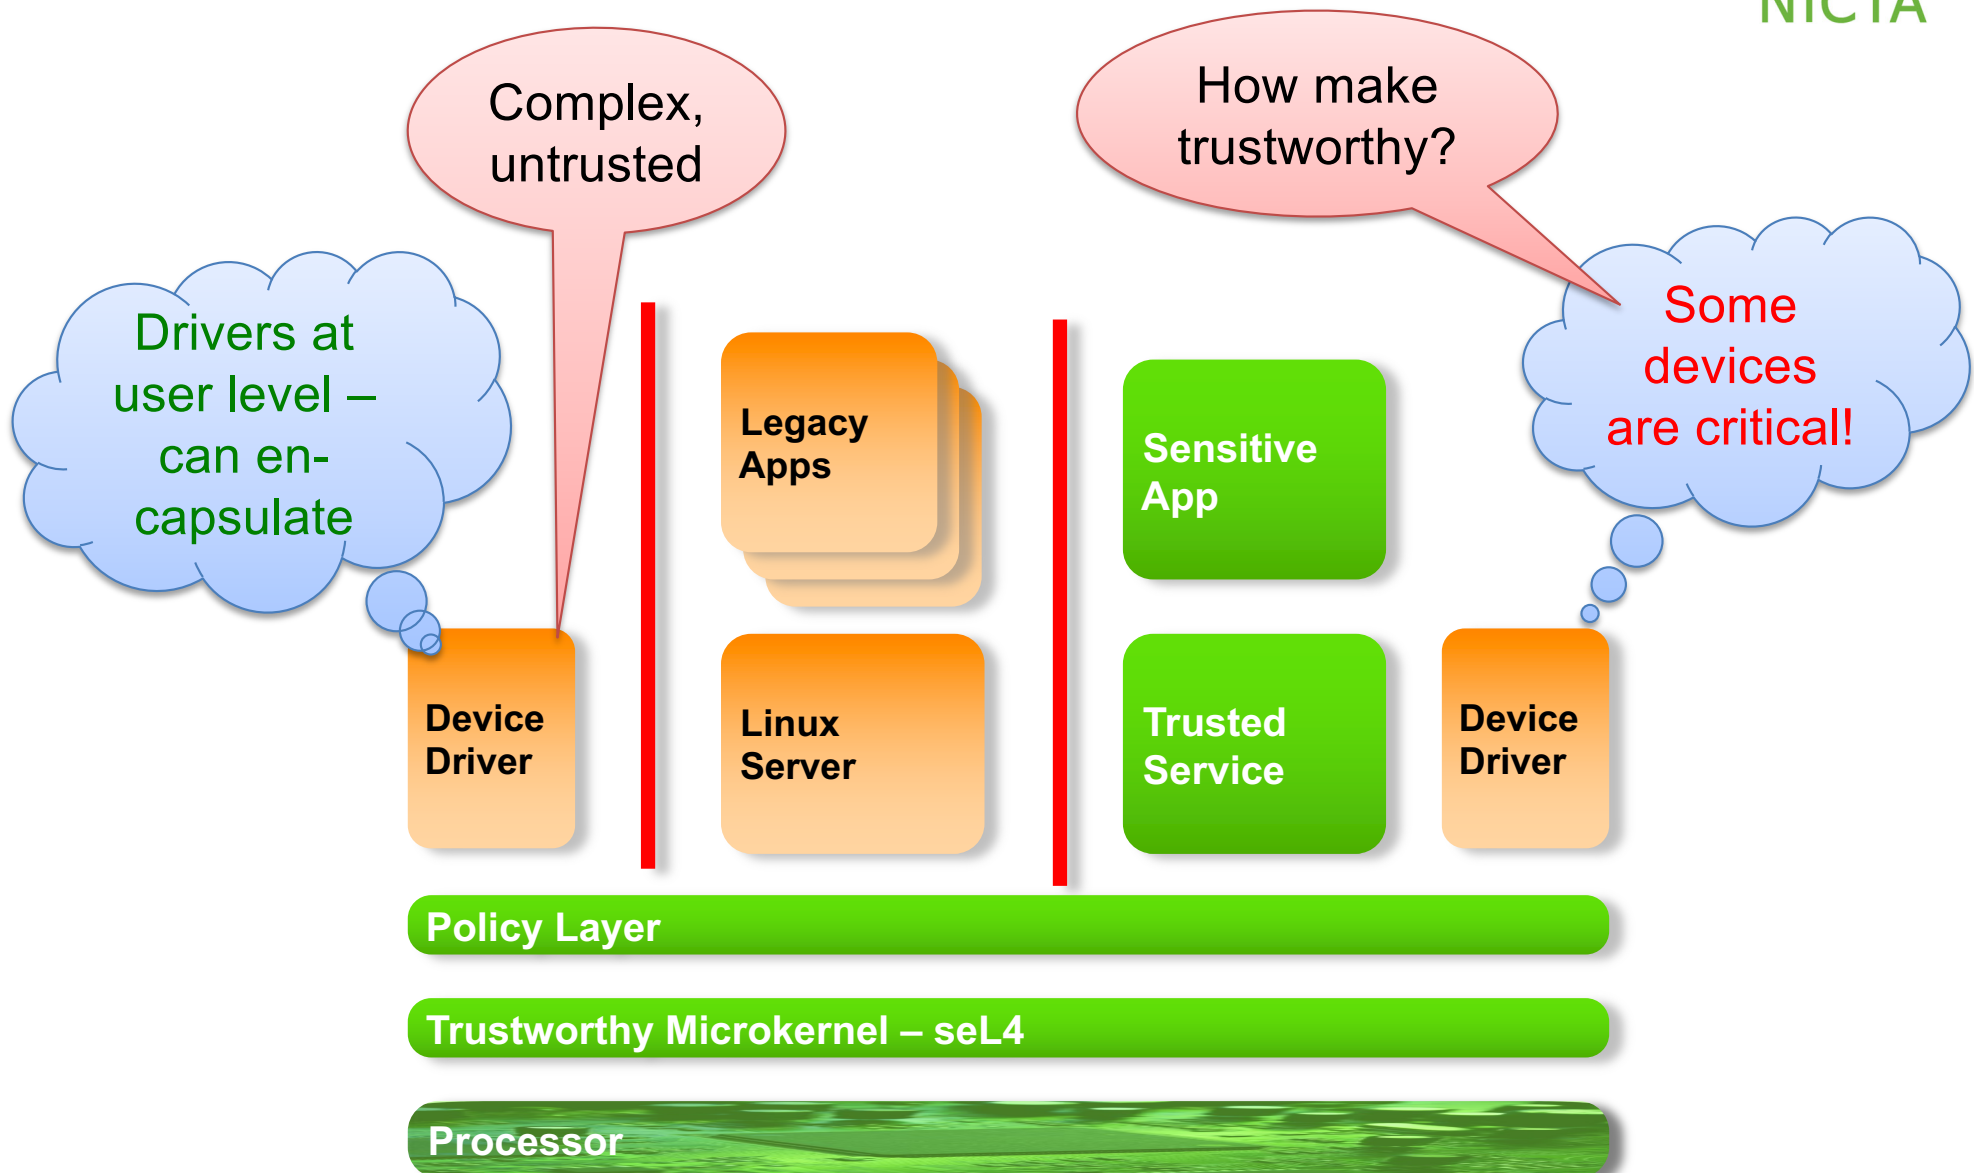 NICTA
Complex,
untrusted
How make
trustworthy?
Drivers at
user level –
can en-
capsulate
Some
devices
are critical!
Legacy
Apps
Sensitive
App
Device
Driver
Linux
Server
Trusted
Service
Device
Driver
Policy Layer
Trustworthy Microkernel – seL4
Processor